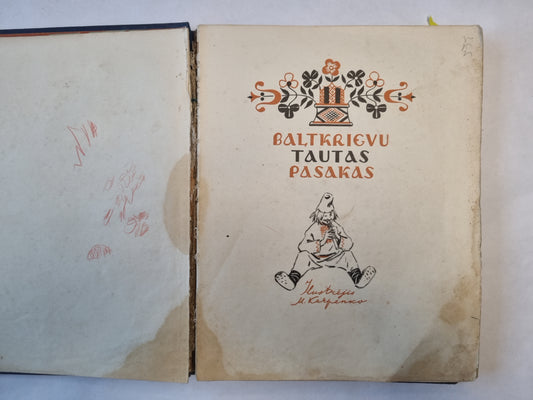 BALTKRIEVU
TAUTAS
PASAKAS
Ilustrējis
M. Karpenko